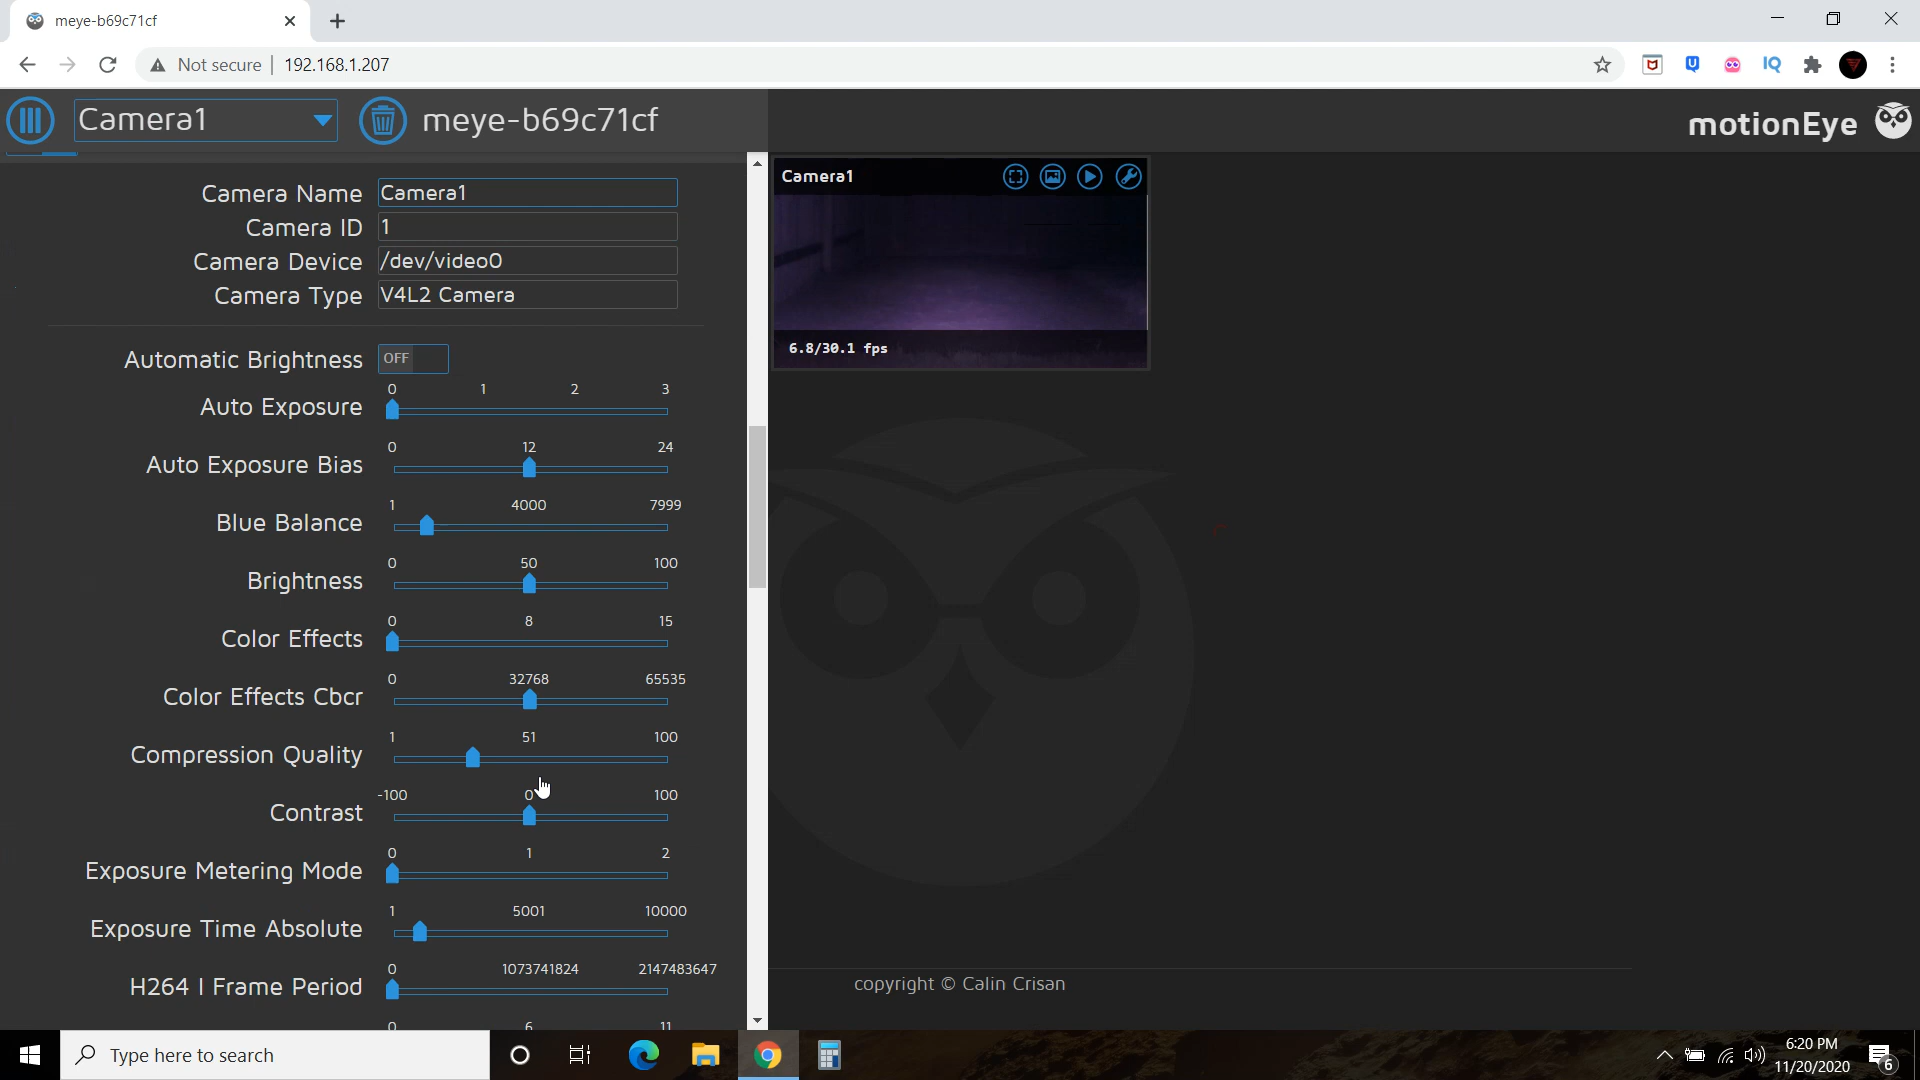 meye-b69c71cf
Not secure
192.168.1.207
IQ
Camera1
meye-b69c71cf
motionEye
Camera Name Camera1
Camera ID 1
Camera Device /dev/video0
Camera Type V4L2 Camera
Automatic Brightness OFF
0 1 2 3
Auto Exposure
0 12 24
Auto Exposure Bias
1 4000 7999
Blue Balance
0 50 100
Brightness
0 8 15
Color Effects
0 32768 65535
Color Effects Cbcr
1 51 100
Compression Quality
-100 0 100
Contrast
0 1 2
Exposure Metering Mode
1 5001 10000
Exposure Time Absolute
0 1073741824 2147483647
H264 I Frame Period
0 6 11
Camera1
6.8/30.1 fps
copyright © Calin Crisan
Type here to search
6:20 PM
11/20/2020
6